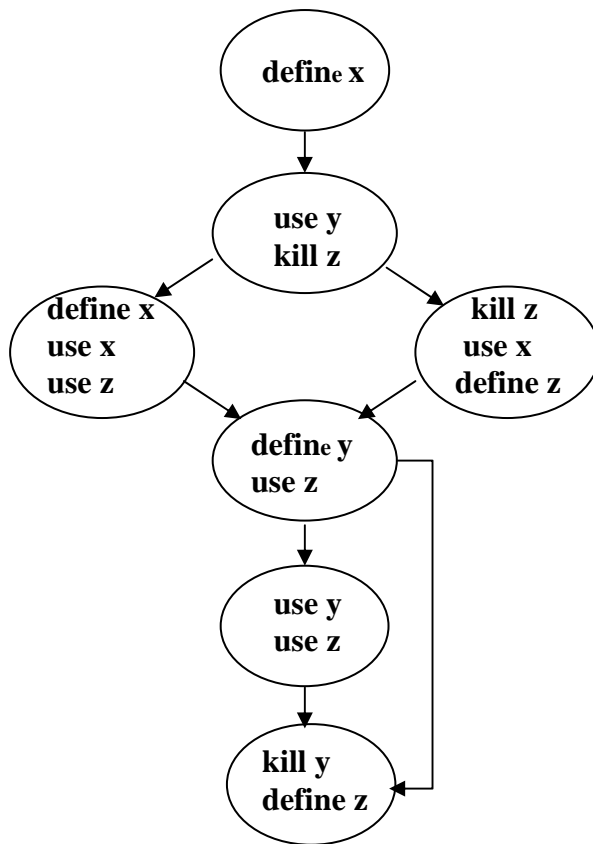 define x
use y
kill z
define x
use x
use z
kill z
use x
define z
define y
use z
use y
use z
kill y
define z